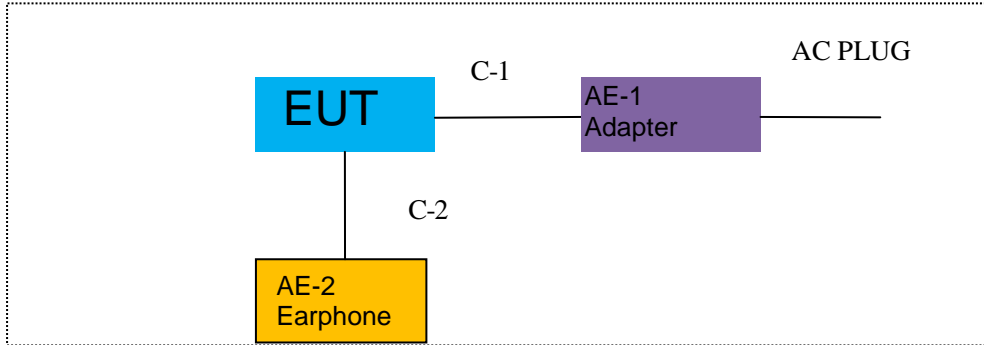 AC PLUG
C-1
EUT
AE-1
Adapter
C-2
AE-2
Earphone